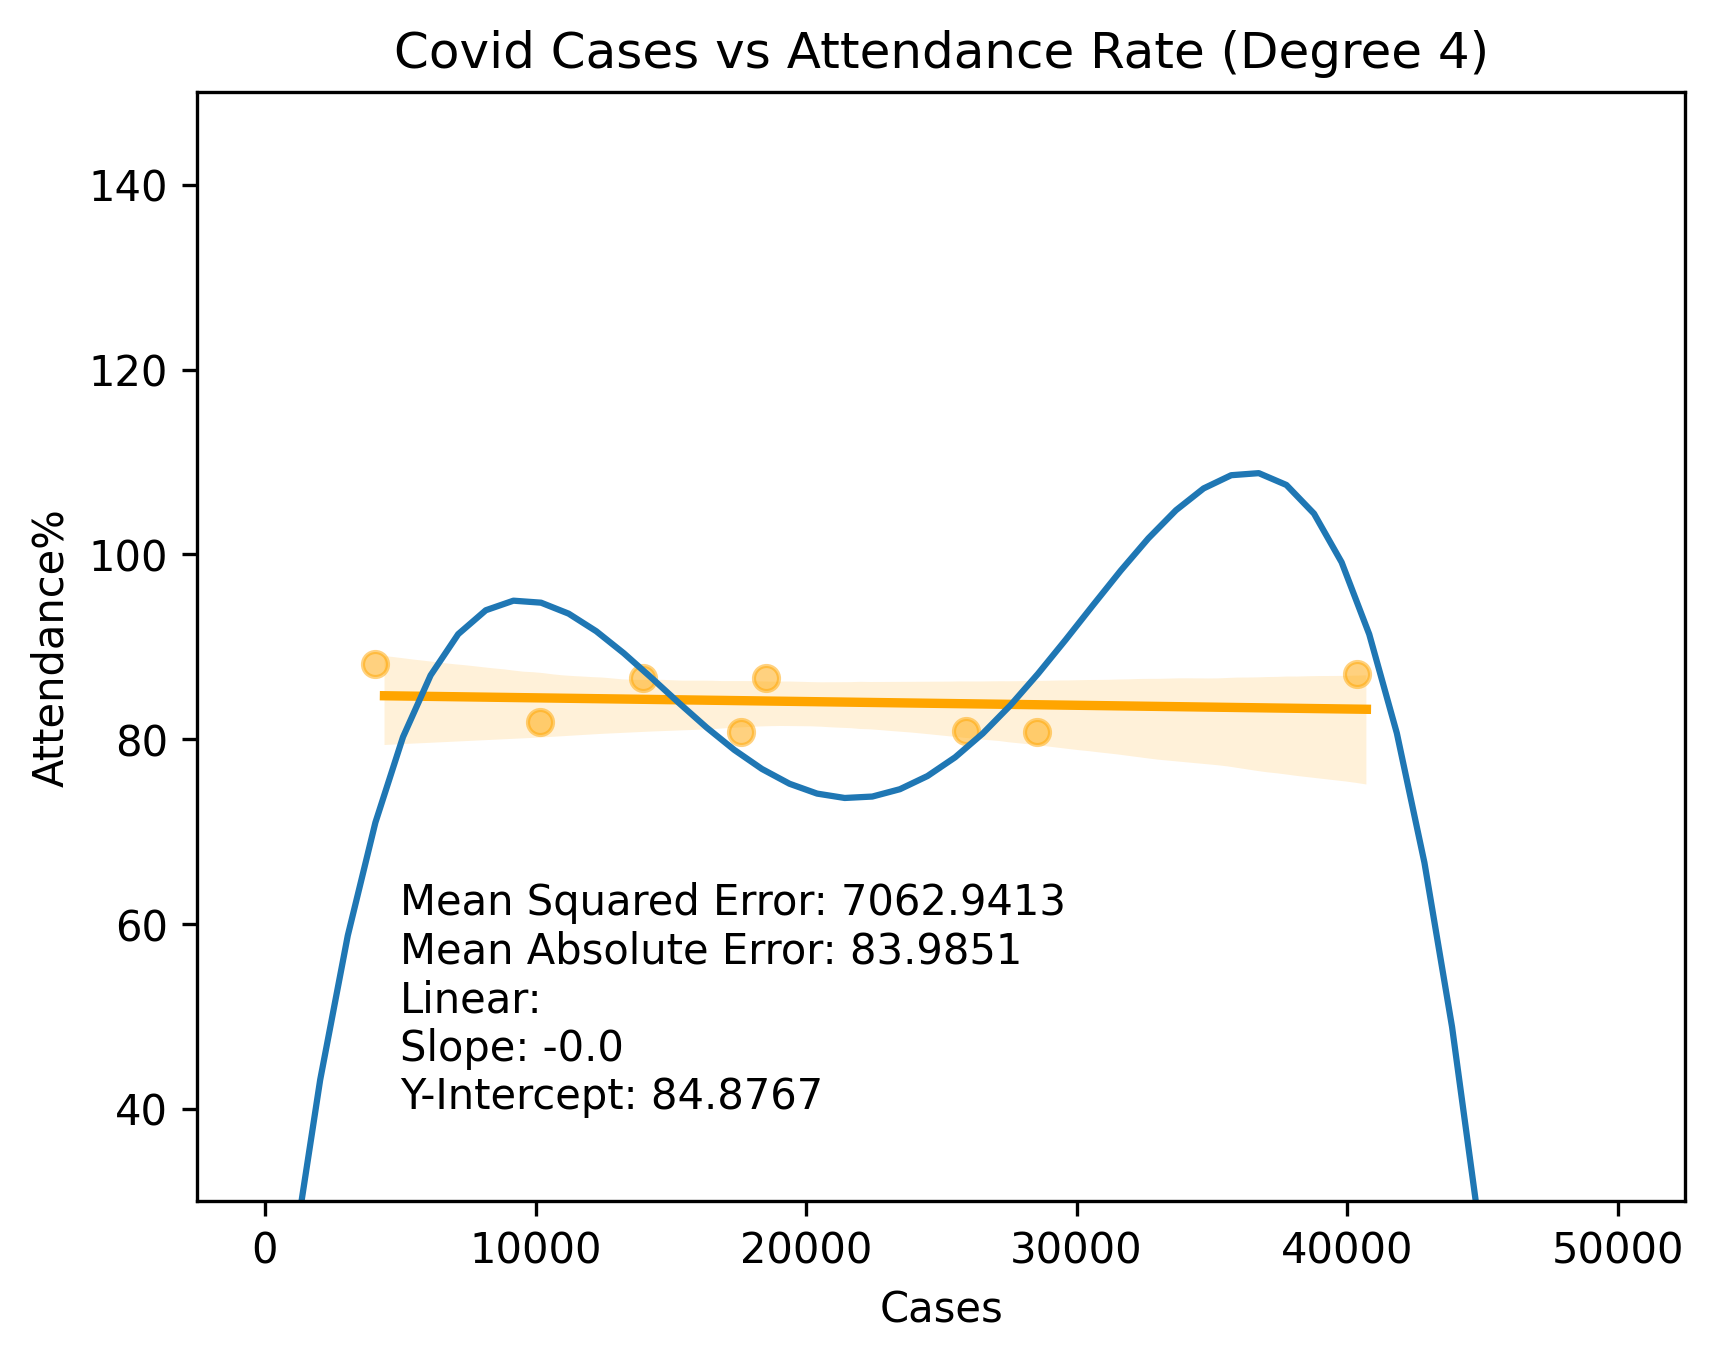 Covid Cases vs Attendance Rate (Degree 4)
140
120
100
80
60
40
Attendance%
Mean Squared Error: 7062.9413
Mean Absolute Error: 83.9851
Linear:
Slope: -0.0
Y-Intercept: 84.8767
0 10000 20000 30000 40000 50000
Cases